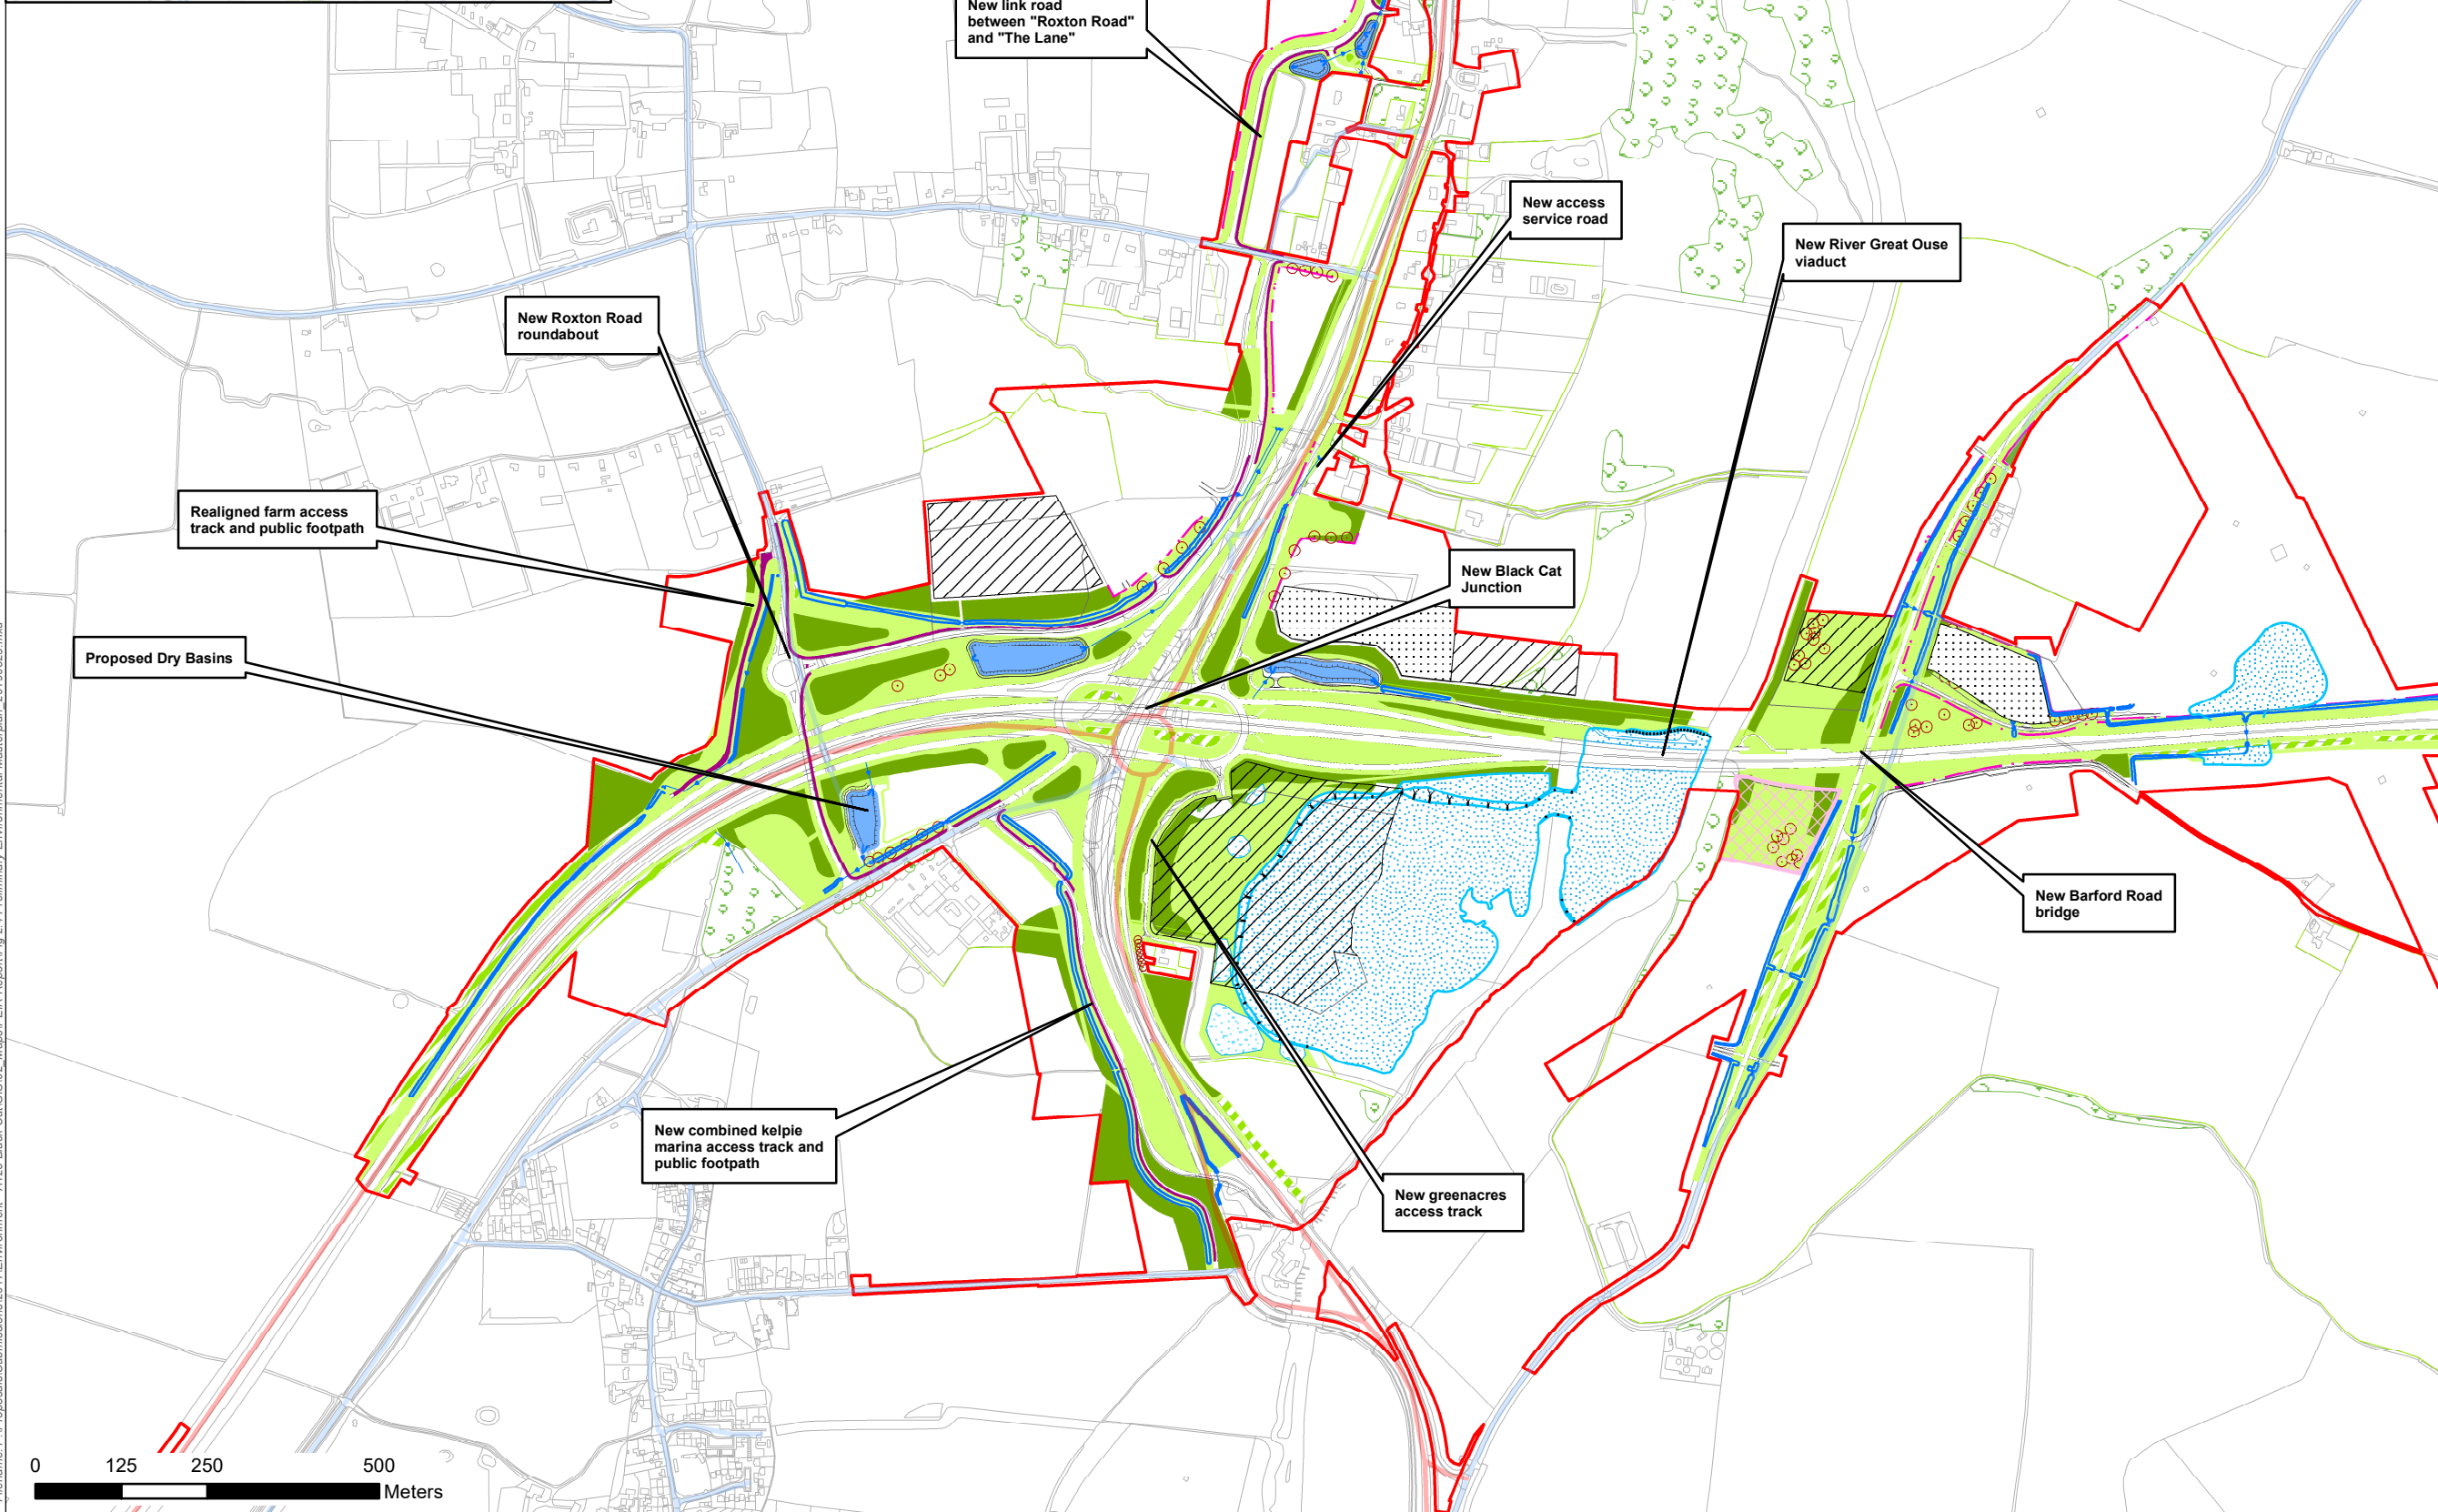 New link road
between "Roxton Road"
and "The Lane"
New access
service road
New River Great Ouse
viaduct
New Roxton Road
roundabout
Realigned farm access
track and public footpath
New Black Cat
Junction
Proposed Dry Basins
New Barford Road
bridge
New combined kelpie
marina access track and
public footpath
New greenacres
access track
0 125 250 500
Meters